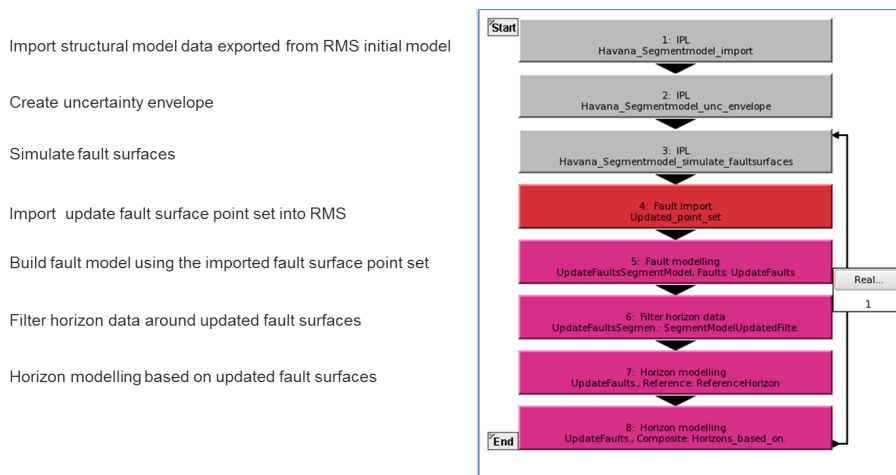 Start
Import structural model data exported from RMS initial model
1: IPL
Havana_Segmentmodel_import
Create uncertainty envelope
2: IPL
Havana_Segmentmodel_unc_envelope
Simulate fault surfaces
3: IPL
Havana_Segmentmodel_simulate_faultsurfaces
Import update fault surface point set into RMS
4: Fault import
Updated_point_set
Build fault model using the imported fault surface point set
5: Fault modelling
UpdateFaultsSegmentModel, Faults: UpdateFaults
Real...
1
Filter horizon data around updated fault surfaces
6: Filter horizon data
UpdateFaultsSegmen.: SegmentModelUpdatedFilte.
Horizon modelling based on updated fault surfaces
7: Horizon modelling
UpdateFaults., Reference: ReferenceHorizon
8: Horizon modelling
UpdateFaults., Composite: Horizons_based_on.
End